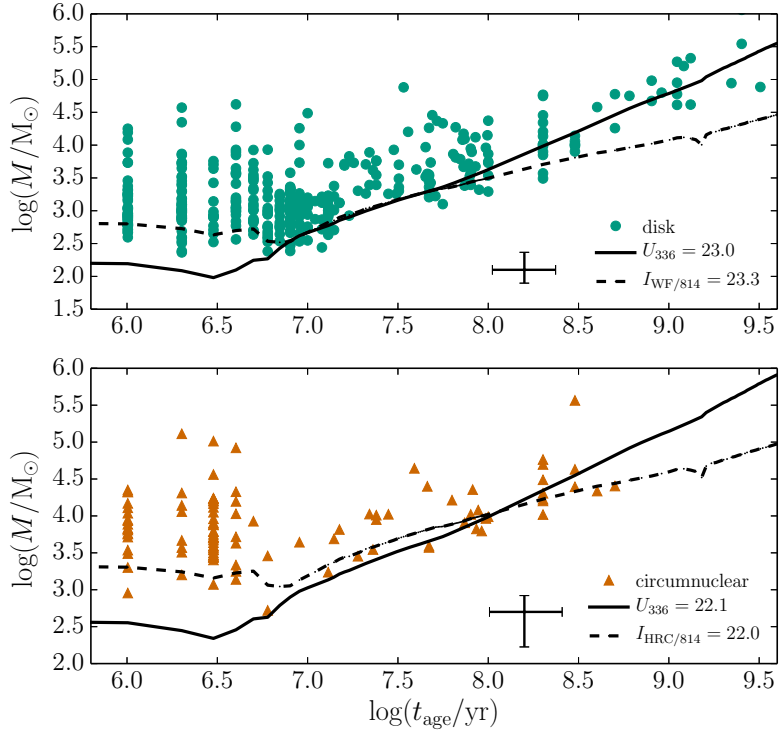 6.0
5.5
5.0
4.5
4.0
3.5
3.0
2.5
2.0
1.5
log(M/M⊙)
disk
U336 = 23.0
IWF/814 = 23.3
6.0 6.5 7.0 7.5 8.0 8.5 9.0 9.5
6.0
5.5
5.0
4.5
4.0
3.5
3.0
2.5
2.0
log(M/M⊙)
circumnuclear
U336 = 22.1
IHRC/814 = 22.0
6.0 6.5 7.0 7.5 8.0 8.5 9.0 9.5
log(tage/yr)